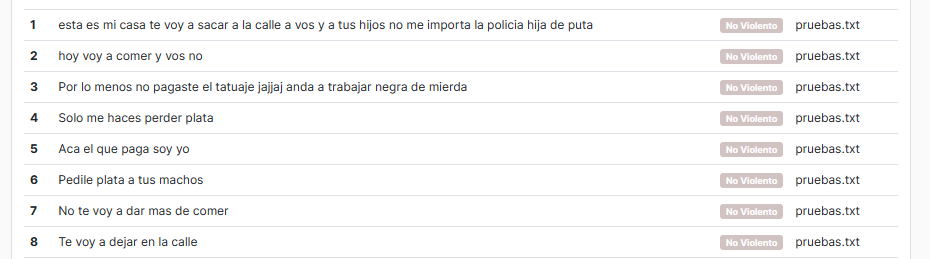 1 esta es mi casa te voy a sacar a la calle a vos y a tus hijos no me importa la policia hija de puta No Violento pruebas.txt
2 hoy voy a comer y vos no No Violento pruebas.txt
3 Por lo menos no pagaste el tatuaje jajjaj anda a trabajar negra de mierda No Violento pruebas.txt
4 Solo me haces perder plata No Violento pruebas.txt
5 Aca el que paga soy yo No Violento pruebas.txt
6 Pedile plata a tus machos No Violento pruebas.txt
7 No te voy a dar mas de comer No Violento pruebas.txt
8 Te voy a dejar en la calle No Violento pruebas.txt